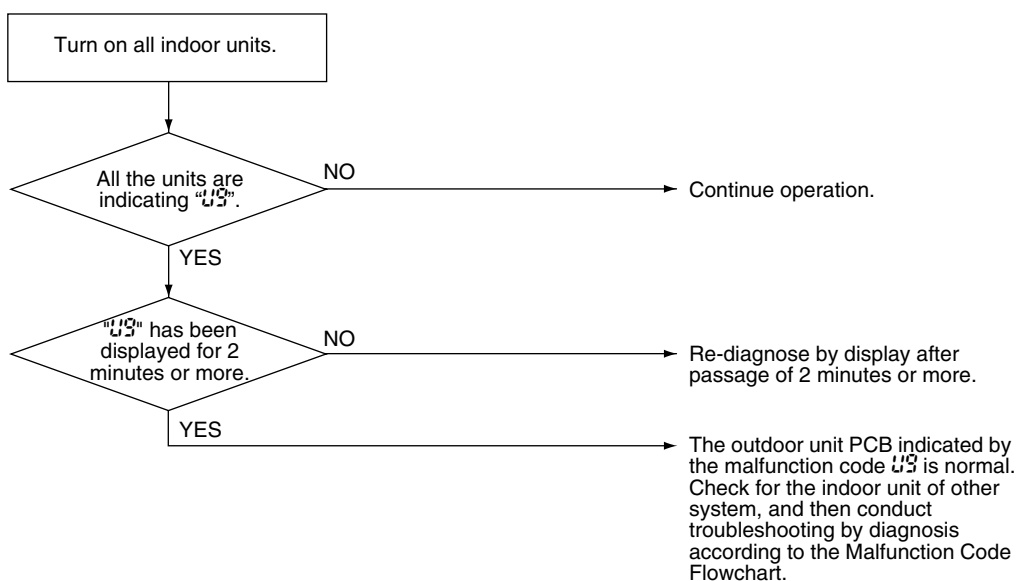 Turn on all indoor units.
All the units are
indicating “U9”.
NO
Continue operation.
YES
"U9" has been
displayed for 2
minutes or more.
NO
Re-diagnose by display after
passage of 2 minutes or more.
YES
The outdoor unit PCB indicated by
the malfunction code U9 is normal.
Check for the indoor unit of other
system, and then conduct
troubleshooting by diagnosis
according to the Malfunction Code
Flowchart.